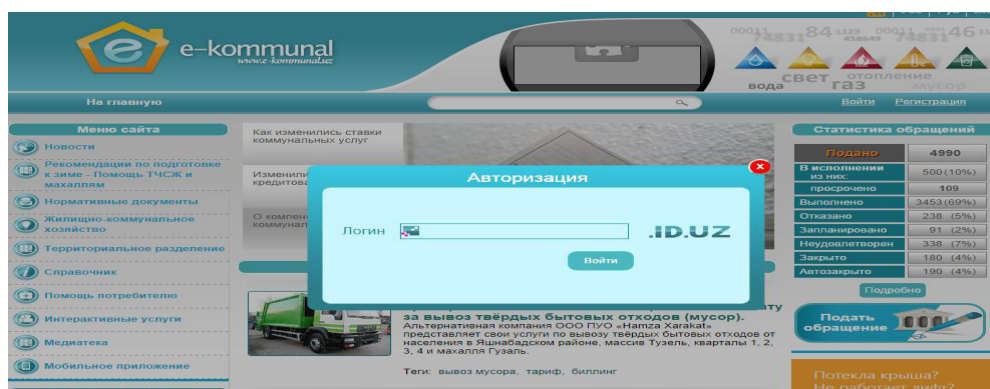 e-kommunal
www.e-kommunal.uz
вода
свет
газ
отопление
мусор
На главную
Войти Регистрация
Меню сайта
Новости
Рекомендации по подготовке
к зиме - Помощь ТЧСЖ и
махаллям
Нормативные документы
Жилищно-коммунальное
хозяйство
Территориальное разделение
Справочник
Помощь потребителю
Интерактивные услуги
Медиатека
Мобильное приложение
Как изменились ставки
коммунальных услуг
Авторизация
Логин .ID.UZ
Войти
за вывоз твёрдых бытовых отходов (мусор).
Альтернативная компания ООО ПУО «Hamza Xarakat»
представляет свои услуги по вывозу твёрдых бытовых отходов от
населения в Яшнабадском районе, массив Тузель, кварталы 1, 2,
3, 4 и махалля Гузаль.
Теги: вывоз мусора, тариф, биллинг
Статистика обращений
Подано 4990
В исполнении 500(10%)
из них:
просрочено 109
Выполнено 3453(69%)
Отказано 238 (5%)
Запланировано 91 (2%)
Неудовлетворен 338 (7%)
Закрыто 180 (4%)
Автозакрыто 190 (4%)
Подробно
Подать
обращение
Потекла крыша?
Не работает лифт?